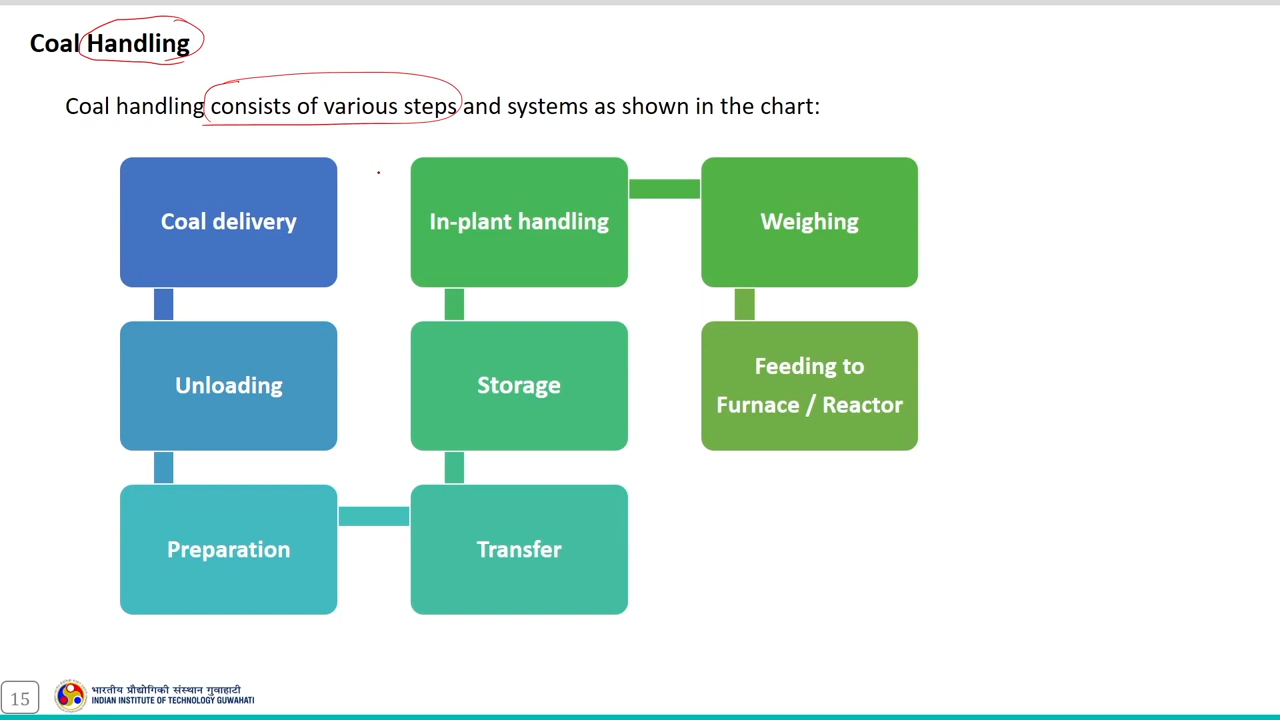 Coal Handling
Coal handling consists of various steps and systems as shown in the chart:
Coal delivery
Unloading
Preparation
Transfer
Storage
In-plant handling
Weighing
Feeding to
Furnace / Reactor
15
भारतीय प्रौद्योगिकी संस्थान गुवाहाटी
INDIAN INSTITUTE OF TECHNOLOGY GUWAHATI